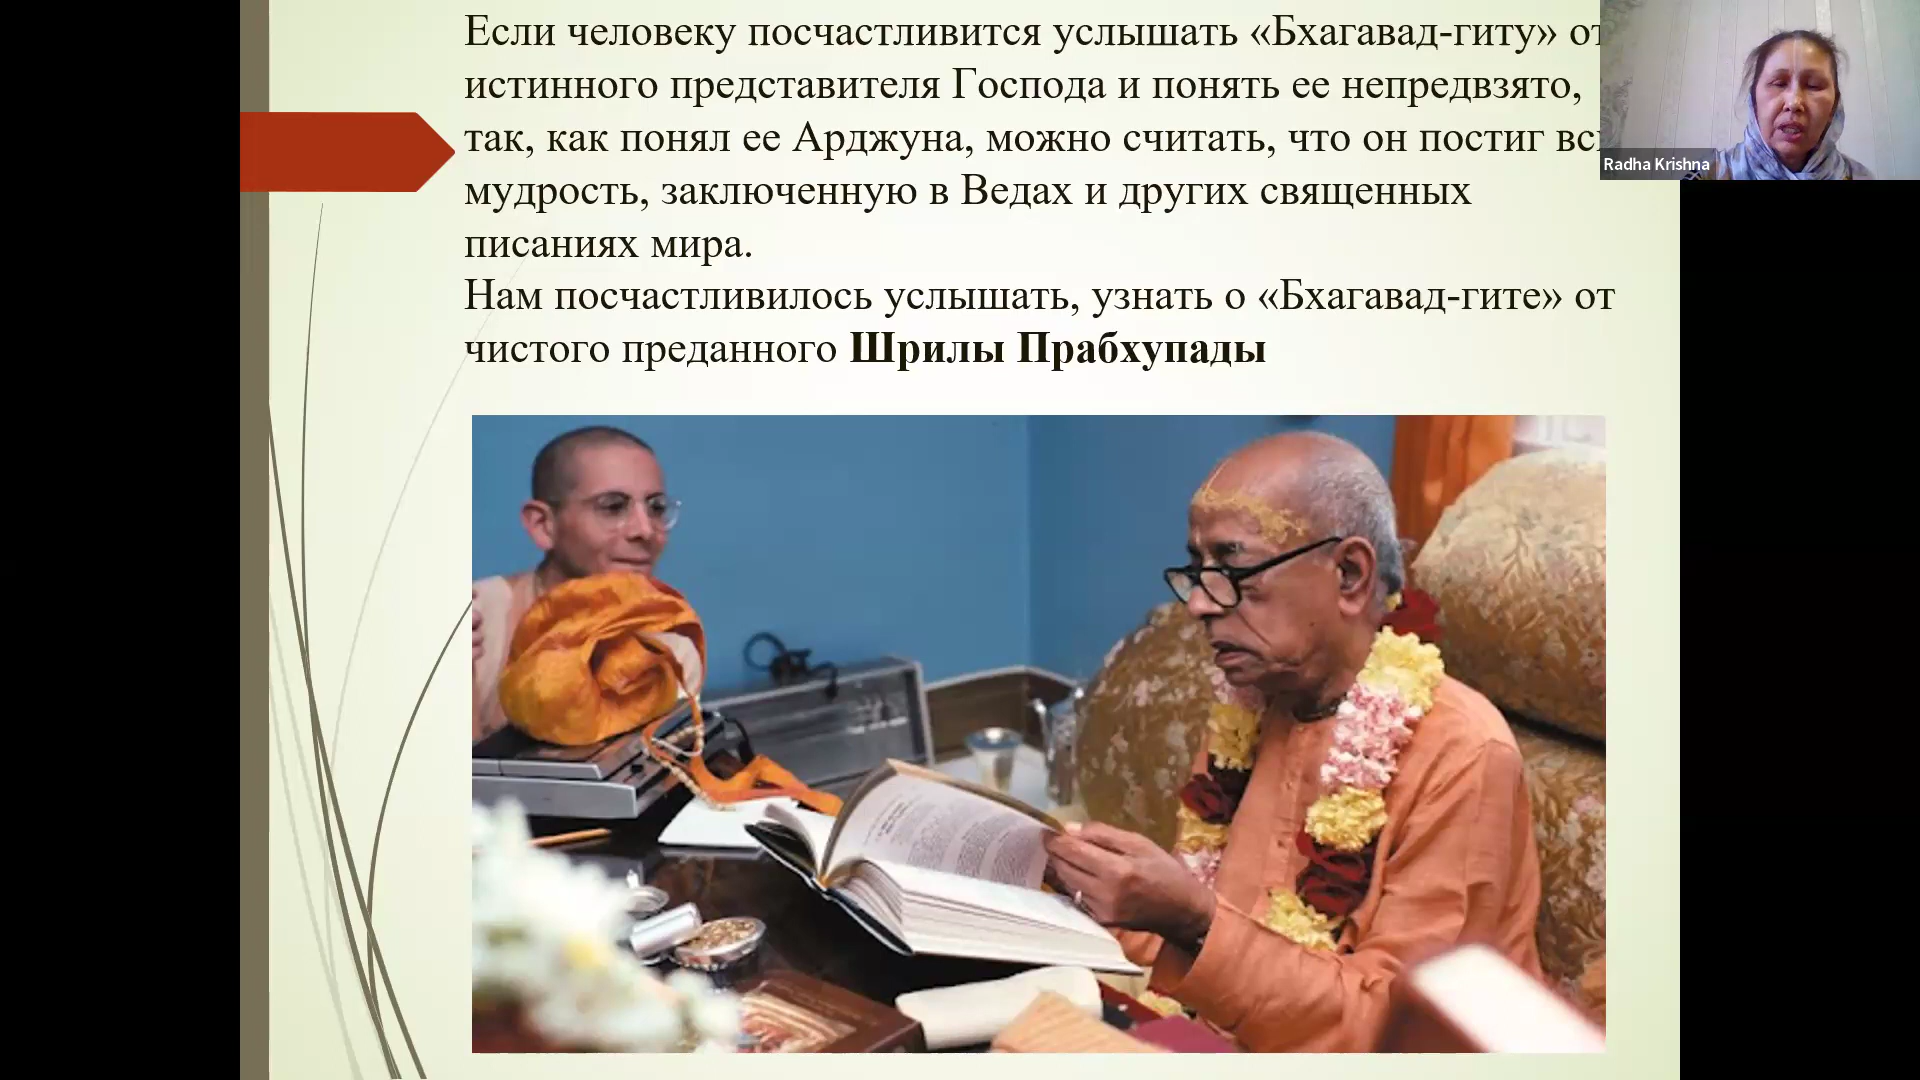 Если человеку посчастливится услышать «Бхагавад-гиту» от
истинного представителя Господа и понять ее непредвзято,
так, как понял ее Арджуна, можно считать, что он постиг
мудрость, заключенную в Ведах и других священных
писаниях мира.
Нам посчастливилось услышать, узнать о «Бхагавад-гите» от
чистого преданного Шрилы Прабхупады
Radha Krishna